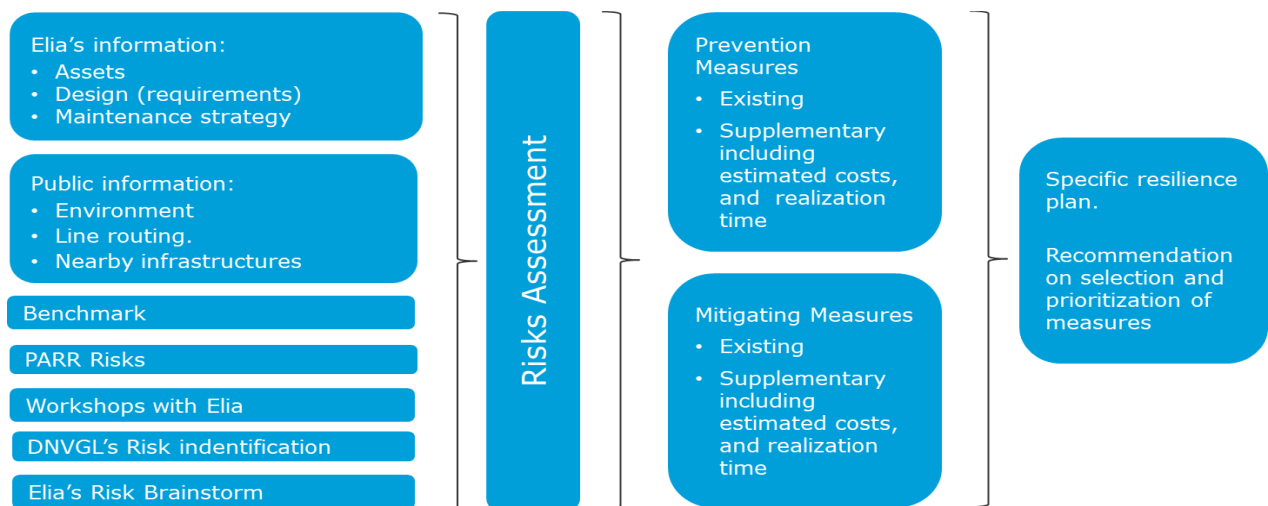 Elia's information:
• Assets
• Design (requirements)
• Maintenance strategy
Public information:
• Environment
• Line routing.
• Nearby infrastructures
Benchmark
PARR Risks
Workshops with Elia
DNVGL's Risk indentification
Elia's Risk Brainstorm
Risks Assessment
Prevention
Measures
• Existing
• Supplementary
including
estimated costs,
and realization
time
Mitigating Measures
• Existing
• Supplementary
including
estimated costs,
and realization
time
Specific resilience
plan.
Recommendation
on selection and
prioritization of
measures